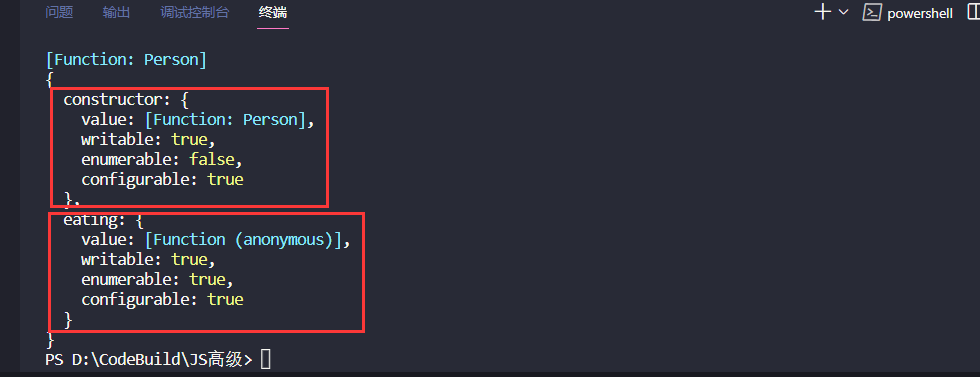 问题 输出 调试控制台 终端 powershell
[Function: Person]
{
constructor: {
value: [Function: Person],
writable: true,
enumerable: false,
configurable: true
},
eating: {
value: [Function (anonymous)],
writable: true,
enumerable: true,
configurable: true
}
}
PS D:\CodeBuild\JS高级>